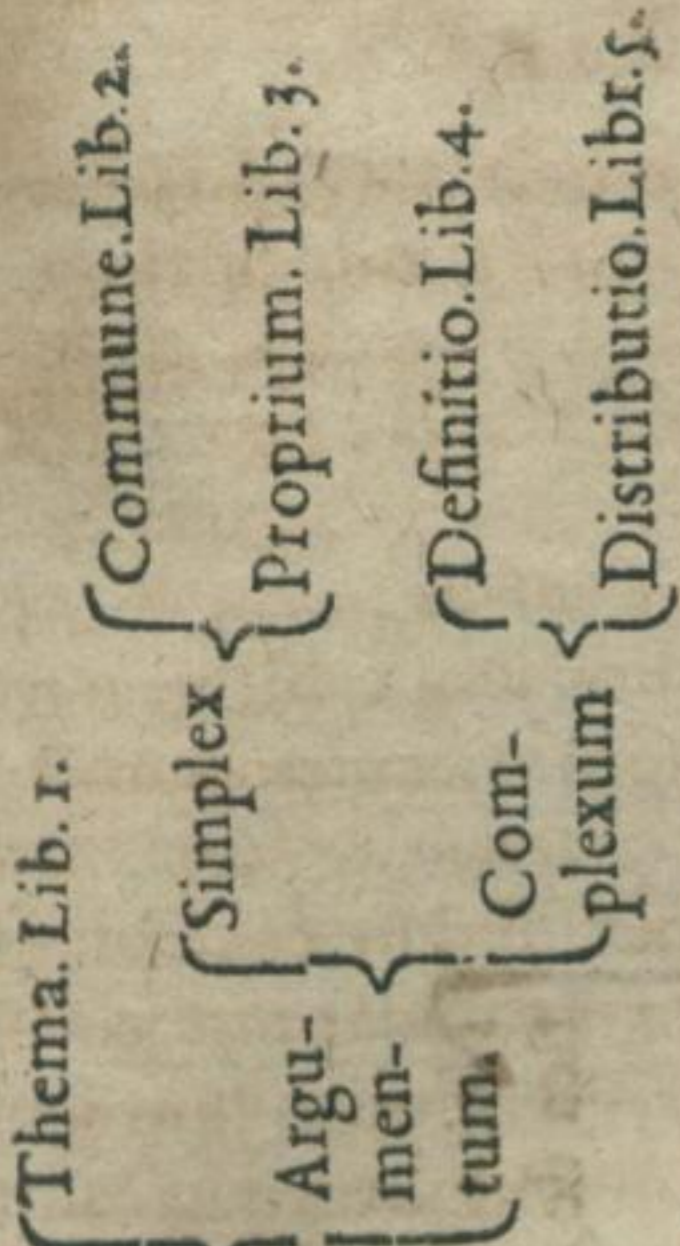 Thema. Lib. 1.
Argu-
men-
tum.
Simplex
Commune. Lib. 2.
Proprium. Lib. 3.
Com-
plexum
Definitio. Lib. 4.
Distributio. Libr. 5.